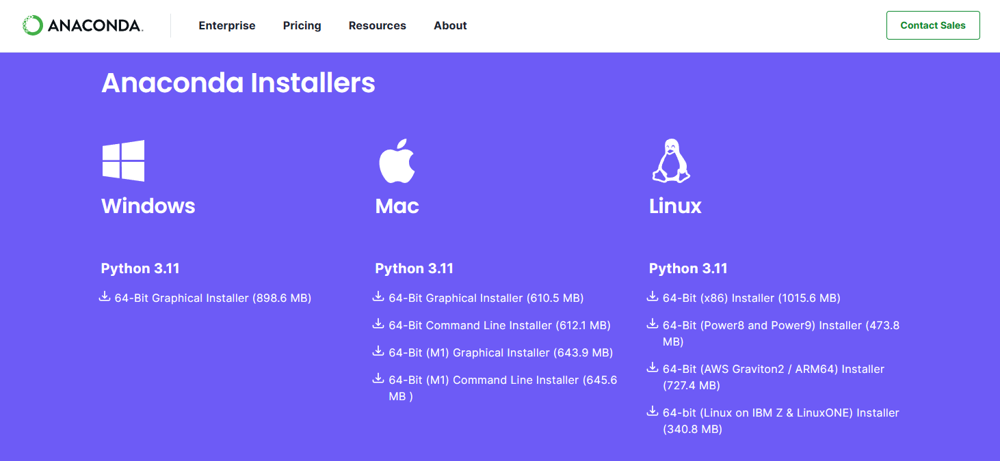 ANACONDA.
Enterprise
Pricing
Resources
About
Contact Sales
Anaconda Installers
Windows
Python 3.11
64-Bit Graphical Installer (898.6 MB)
Mac
Python 3.11
64-Bit Graphical Installer (610.5 MB)
64-Bit Command Line Installer (612.1 MB)
64-Bit (M1) Graphical Installer (643.9 MB)
64-Bit (M1) Command Line Installer (645.6
MB )
Linux
Python 3.11
64-Bit (x86) Installer (1015.6 MB)
64-Bit (Power8 and Power9) Installer (473.8
MB)
64-Bit (AWS Graviton2 / ARM64) Installer
(727.4 MB)
64-bit (Linux on IBM Z & LinuxONE) Installer
(340.8 MB)